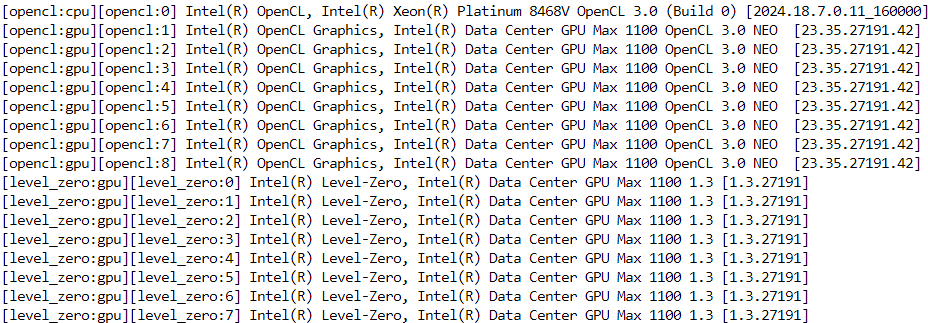 [opencl:cpu][opencl:0] Intel(R) OpenCL, Intel(R) Xeon(R) Platinum 8468V OpenCL 3.0 (Build 0) [2024.18.7.0.11_160000]
[opencl:gpu][opencl:1] Intel(R) OpenCL Graphics, Intel(R) Data Center GPU Max 1100 OpenCL 3.0 NEO  [23.35.27191.42]
[opencl:gpu][opencl:2] Intel(R) OpenCL Graphics, Intel(R) Data Center GPU Max 1100 OpenCL 3.0 NEO  [23.35.27191.42]
[opencl:gpu][opencl:3] Intel(R) OpenCL Graphics, Intel(R) Data Center GPU Max 1100 OpenCL 3.0 NEO  [23.35.27191.42]
[opencl:gpu][opencl:4] Intel(R) OpenCL Graphics, Intel(R) Data Center GPU Max 1100 OpenCL 3.0 NEO  [23.35.27191.42]
[opencl:gpu][opencl:5] Intel(R) OpenCL Graphics, Intel(R) Data Center GPU Max 1100 OpenCL 3.0 NEO  [23.35.27191.42]
[opencl:gpu][opencl:6] Intel(R) OpenCL Graphics, Intel(R) Data Center GPU Max 1100 OpenCL 3.0 NEO  [23.35.27191.42]
[opencl:gpu][opencl:7] Intel(R) OpenCL Graphics, Intel(R) Data Center GPU Max 1100 OpenCL 3.0 NEO  [23.35.27191.42]
[opencl:gpu][opencl:8] Intel(R) OpenCL Graphics, Intel(R) Data Center GPU Max 1100 OpenCL 3.0 NEO  [23.35.27191.42]
[level_zero:gpu][level_zero:0] Intel(R) Level-Zero, Intel(R) Data Center GPU Max 1100 1.3 [1.3.27191]
[level_zero:gpu][level_zero:1] Intel(R) Level-Zero, Intel(R) Data Center GPU Max 1100 1.3 [1.3.27191]
[level_zero:gpu][level_zero:2] Intel(R) Level-Zero, Intel(R) Data Center GPU Max 1100 1.3 [1.3.27191]
[level_zero:gpu][level_zero:3] Intel(R) Level-Zero, Intel(R) Data Center GPU Max 1100 1.3 [1.3.27191]
[level_zero:gpu][level_zero:4] Intel(R) Level-Zero, Intel(R) Data Center GPU Max 1100 1.3 [1.3.27191]
[level_zero:gpu][level_zero:5] Intel(R) Level-Zero, Intel(R) Data Center GPU Max 1100 1.3 [1.3.27191]
[level_zero:gpu][level_zero:6] Intel(R) Level-Zero, Intel(R) Data Center GPU Max 1100 1.3 [1.3.27191]
[level_zero:gpu][level_zero:7] Intel(R) Level-Zero, Intel(R) Data Center GPU Max 1100 1.3 [1.3.27191]